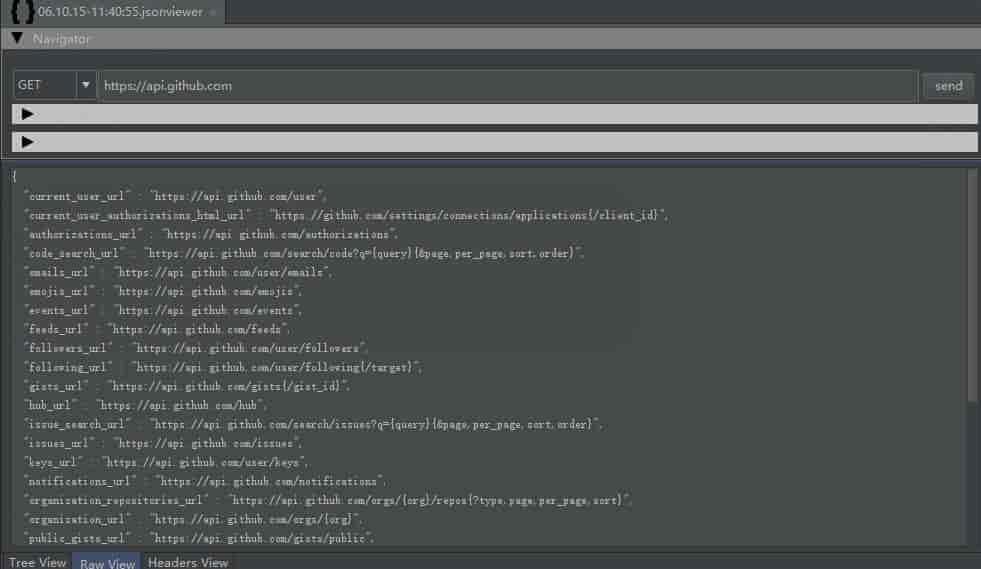 06.10.15-11:40:55.jsonviewer
Navigator
GET https://api.github.com send
{
"current_user_url" : "https://api.github.com/user",
"current_user_authorizations_html_url" : "https://github.com/settings/connections/applications{/client_id}",
"authorizations_url" : "https://api.github.com/authorizations",
"code_search_url" : "https://api.github.com/search/code?q={query}{&page,per_page,sort,order}",
"emails_url" : "https://api.github.com/user/emails",
"emojis_url" : "https://api.github.com/emojis",
"events_url" : "https://api.github.com/events",
"feeds_url" : "https://api.github.com/feeds",
"followers_url" : "https://api.github.com/user/followers",
"following_url" : "https://api.github.com/user/following{/target}",
"gists_url" : "https://api.github.com/gists{/gist_id}",
"hub_url" : "https://api.github.com/hub",
"issue_search_url" : "https://api.github.com/search/issues?q={query}{&page,per_page,sort,order}",
"issues_url" : "https://api.github.com/issues",
"keys_url" : "https://api.github.com/user/keys",
"notifications_url" : "https://api.github.com/notifications",
"organization_repositories_url" : "https://api.github.com/orgs/{org}/repos{?type,page,per_page,sort}",
"organization_url" : "https://api.github.com/orgs/{org}",
"public_gists_url" : "https://api.github.com/gists/public",
Tree View Raw View Headers View